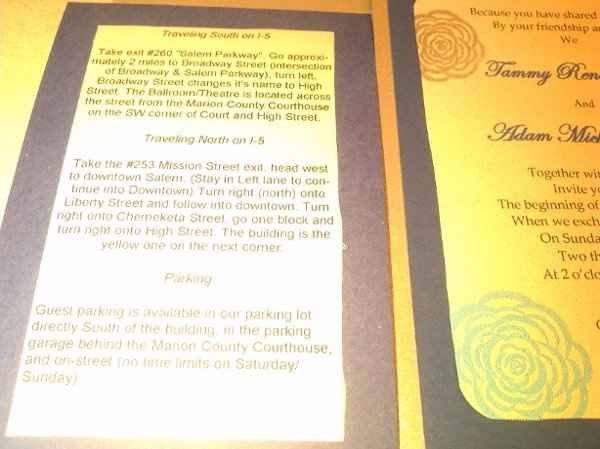 Traveling South on I-5
Take exit #260 "Salem Parkway". Go approxi-
mately 2 miles to Broadway Street (intersection
of Broadway & Salem Parkway), turn left,
Broadway Street changes it's name to High
Street. The Ballroom/Theatre is located across
the street from the Marion County Courthouse
on the SW corner of Court and High Street.
Traveling North on I-5
Take the #253 Mission Street exit, head west
to downtown Salem. (Stay in Left lane to con-
tinue into Downtown) Turn right (north) onto
Liberty Street and follow into downtown. Turn
right onto Chemeketa Street, go one block and
turn right onto High Street. The building is the
yellow one on the next corner.
Parking
Guest parking is available in our parking lot
directly South of the building, in the parking
garage behind the Marion County Courthouse,
and on-street (no time limits on Saturday/
Sunday)
Because you have shared
By your friendship
We
Tammy
And
Adam
Together
Invite
The beginning of
When we
On
Two
At 2